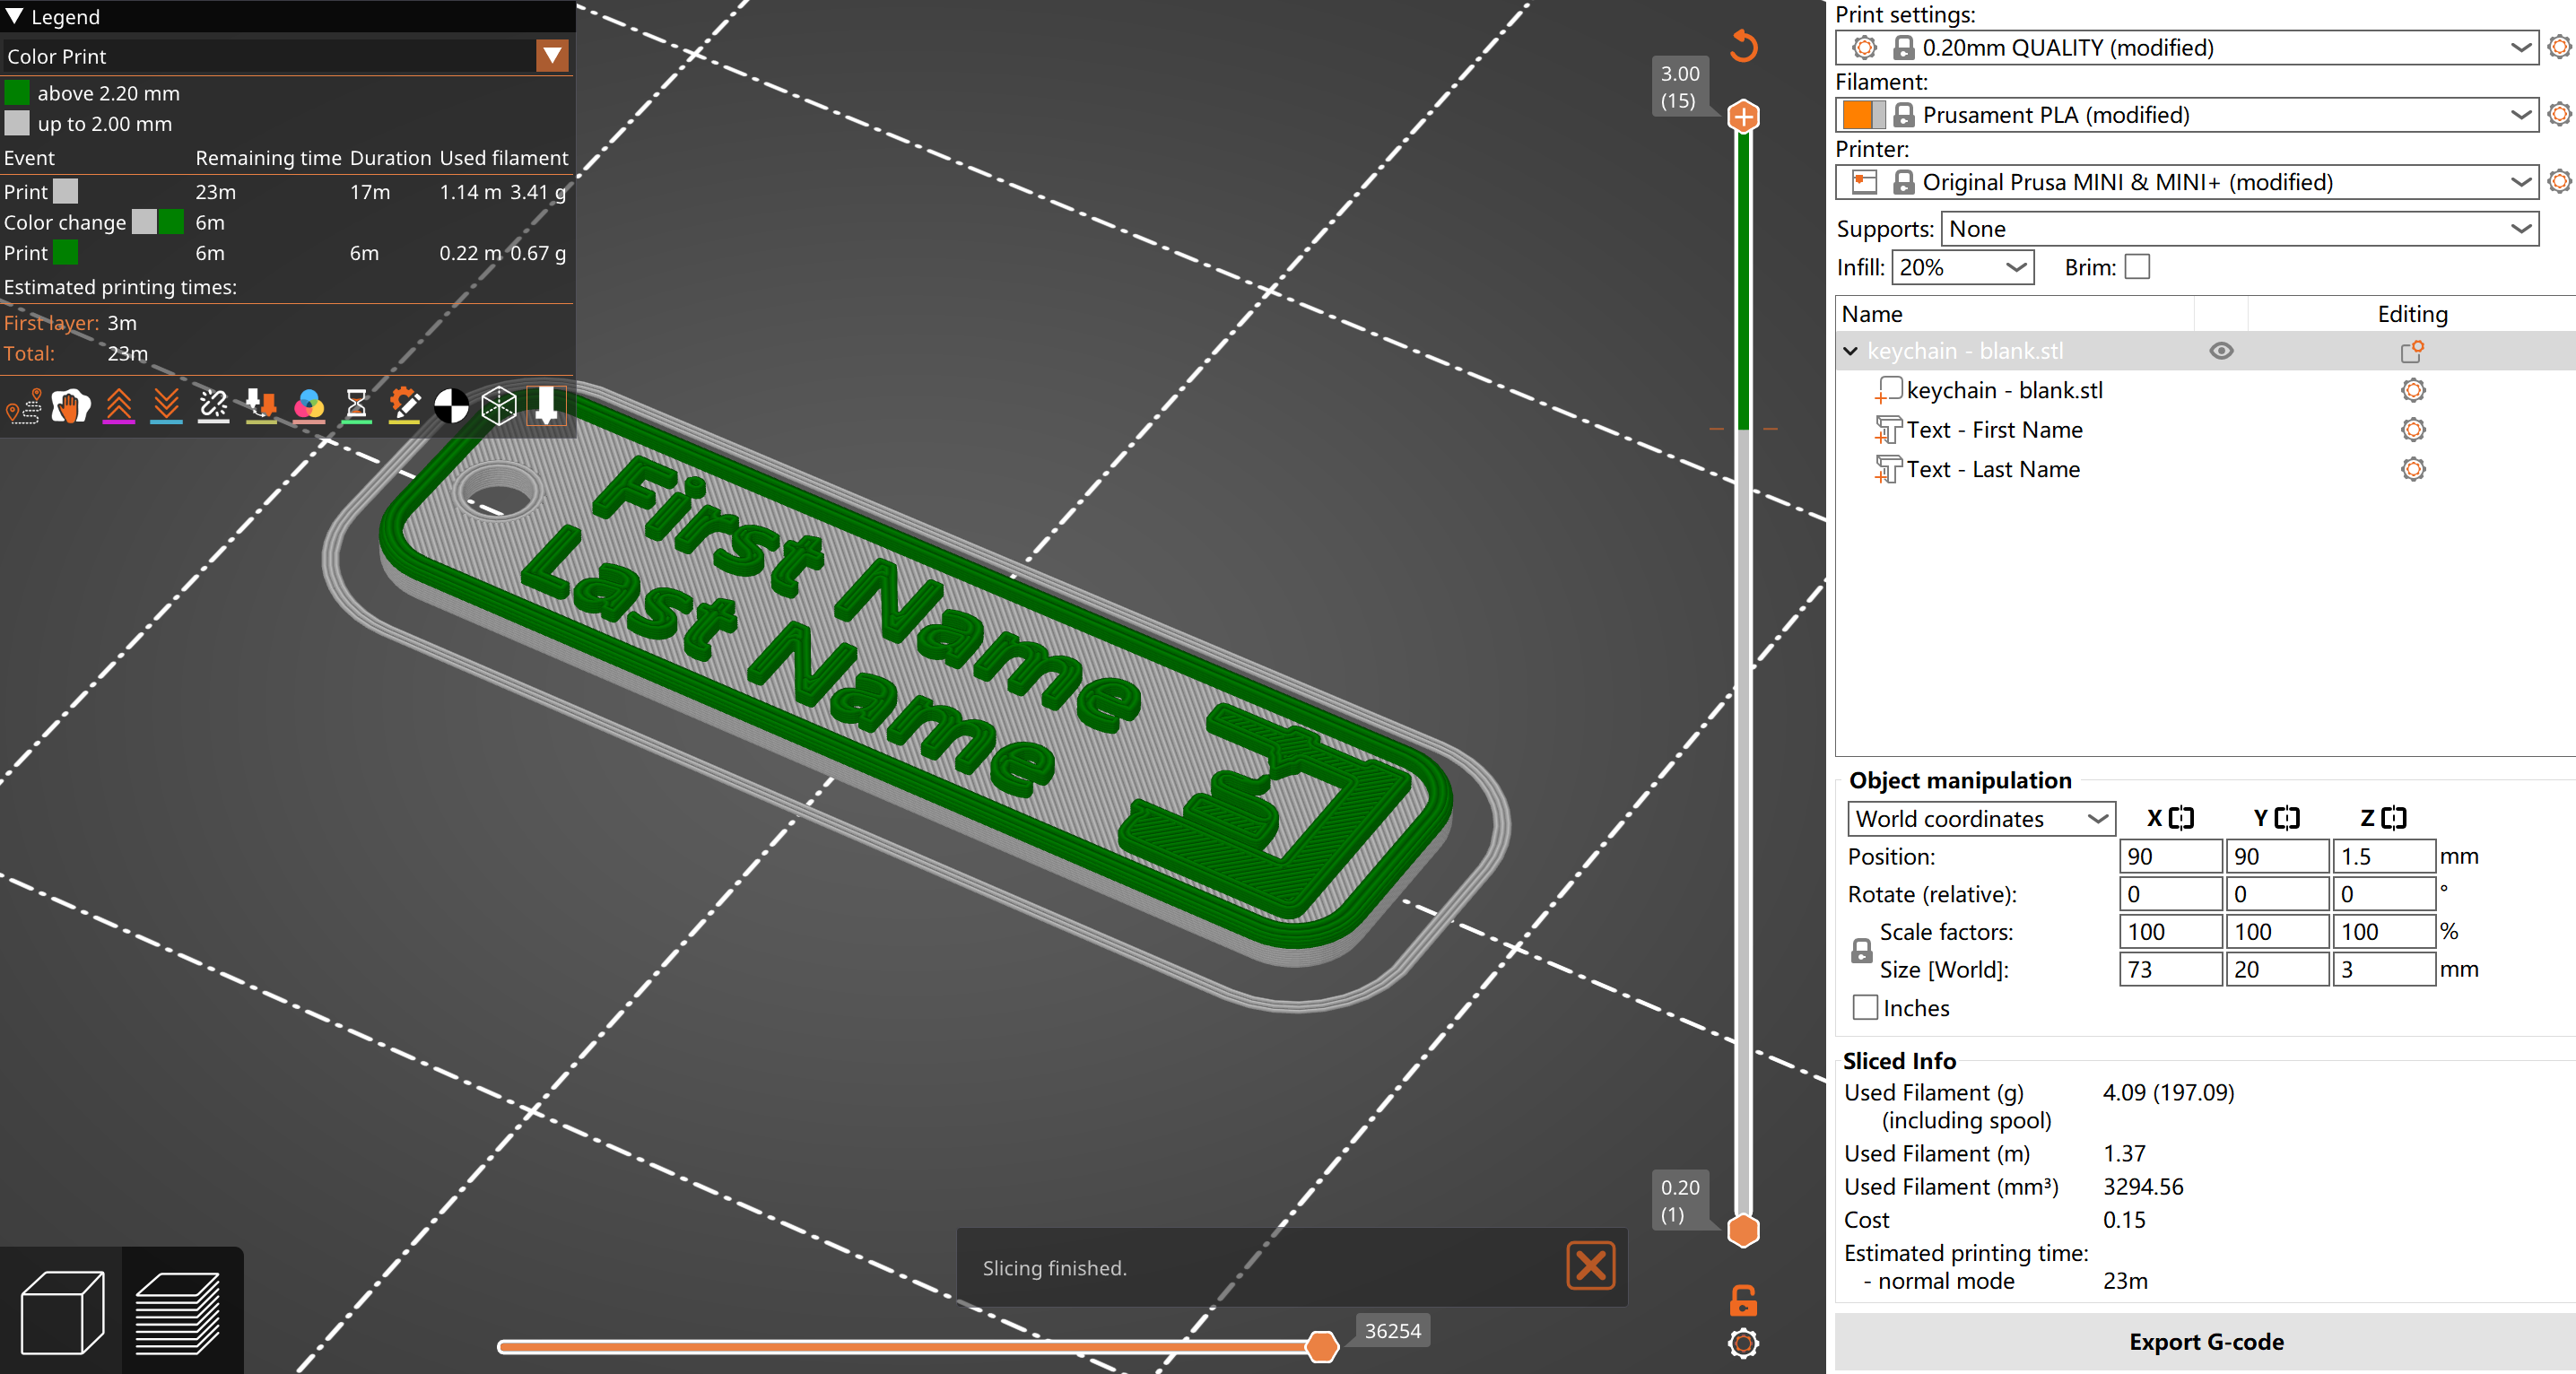 Legend
Color Print
above 2.20 mm
up to 2.00 mm
Event Remaining time Duration Used filament
Print 23m 17m 1.14 m 3.41 g
Color change 6m
Print 6m 6m 0.22 m 0.67 g
Estimated printing times:
First layer: 3m
Total: 23m
First Name
Last Name
3.00
(15)
0.20
(1)
Slicing finished.
36254
Print settings:
0.20mm QUALITY (modified)
Filament:
Prusament PLA (modified)
Printer:
Original Prusa MINI & MINI+ (modified)
Supports: None
Infill: 20% Brim:
Name Editing
keychain - blank.stl
keychain - blank.stl
Text - First Name
Text - Last Name
Object manipulation
World coordinates X Y Z
Position: 90 90 1.5 mm
Rotate (relative): 0 0 0 °
Scale factors: 100 100 100 %
Size [World]: 73 20 3 mm
Inches
Sliced Info
Used Filament (g) 4.09 (197.09)
(including spool)
Used Filament (m) 1.37
Used Filament (mm³) 3294.56
Cost 0.15
Estimated printing time:
- normal mode 23m
Export G-code